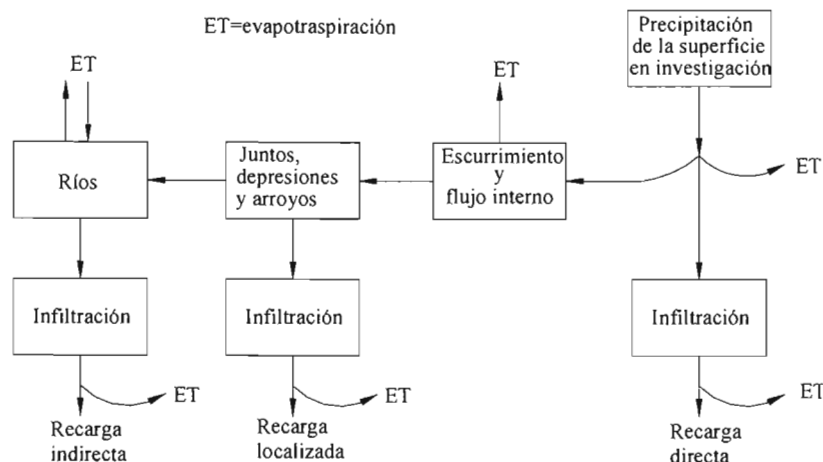 ET=evapotraspiración
Precipitación
de la superficie
en investigación
ET
ET
Ríos
Juntos,
depresiones
y arroyos
Escurrimiento
y
flujo interno
ET
Infiltración
Infiltración
Infiltración
ET
ET
ET
Recarga
indirecta
Recarga
localizada
Recarga
directa